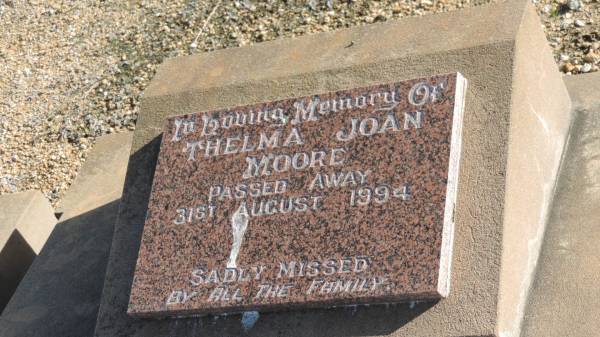 In Loving Memory Of
THELMA JOAN
MOORE
PASSED AWAY
31ST AUGUST 1994
SADLY MISSED
BY ALL THE FAMILY.